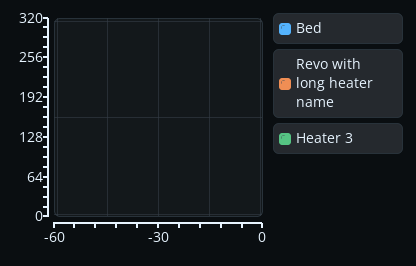 320
256
192
128
64
0
-60
-30
0
Bed
Revo with
long heater
name
Heater 3